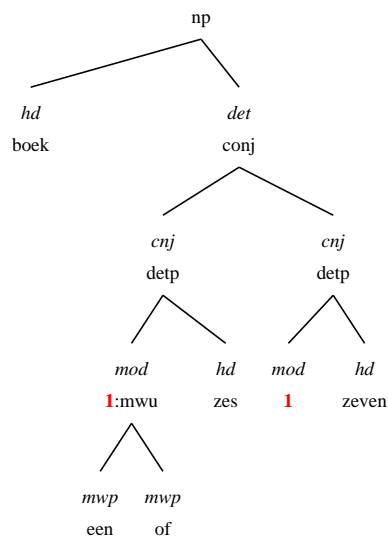 np
hd det
boek conj
cnj cnj
detp detp
mod hd mod hd
1:mwu zes 1 zeven
mwp mwp
een of